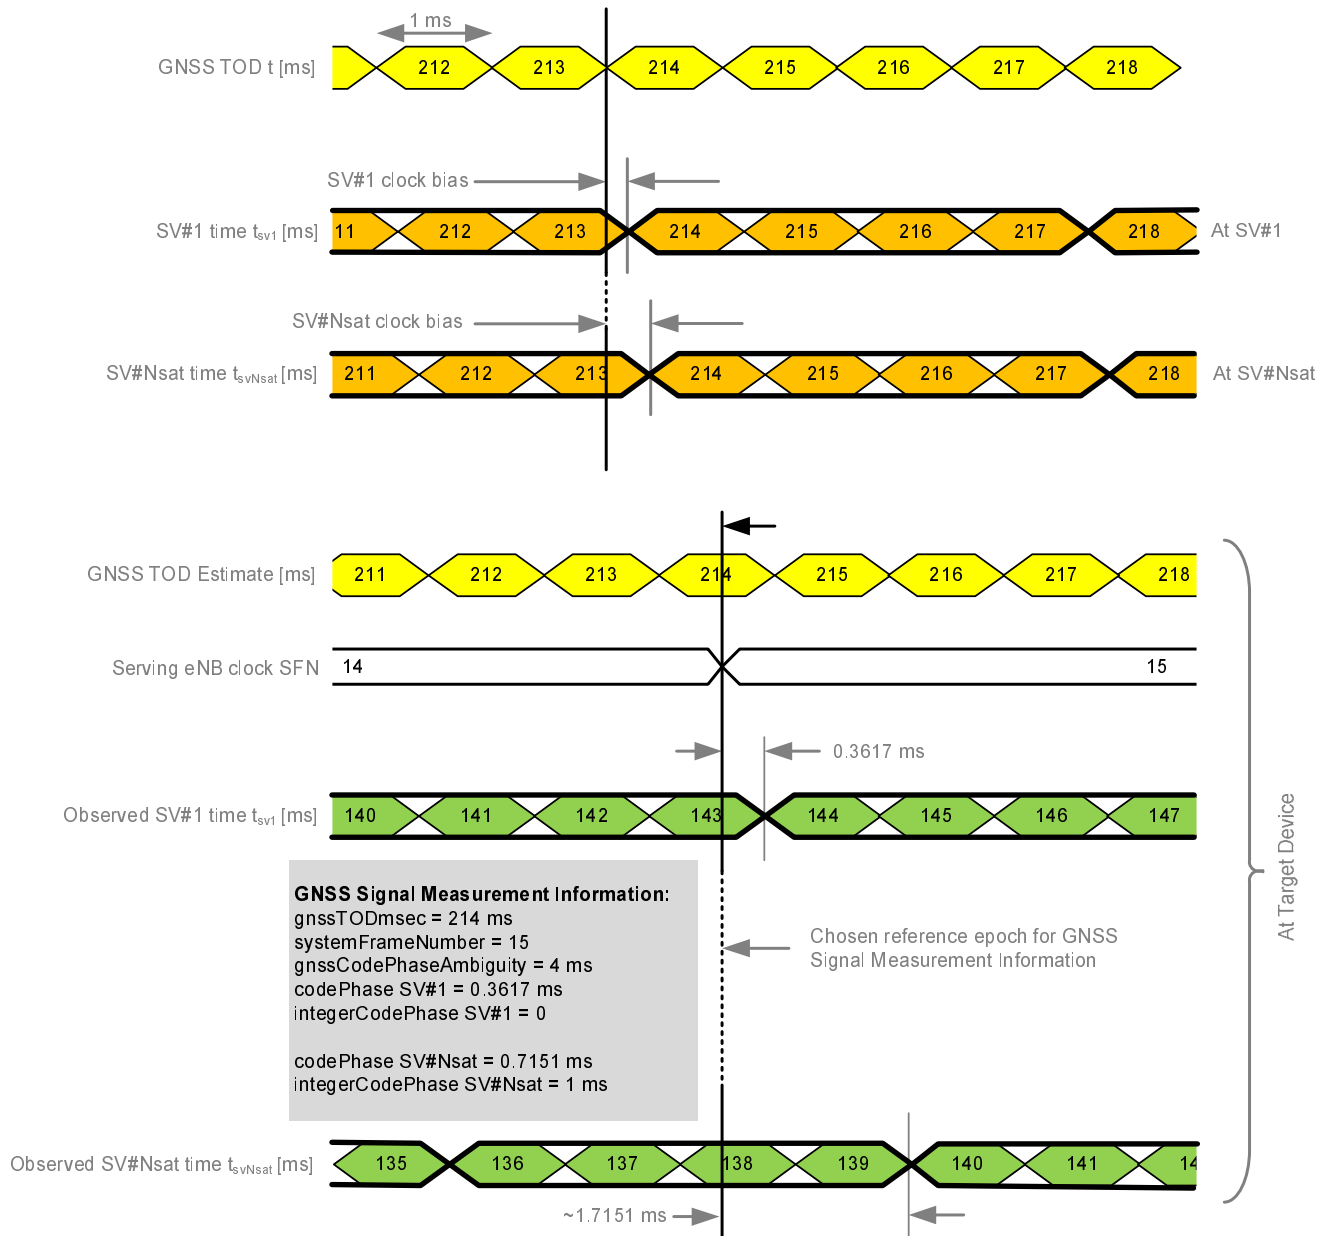 1 ms
GNSS TOD t [ms]
212 213 214 215 216 217 218
SV#1 clock bias
SV#1 time tsv1 [ms]
11 212 213 214 215 216 217 218
At SV#1
SV#Nsat clock bias
SV#Nsat time tsvNsat [ms]
211 212 213 214 215 216 217 218
At SV#Nsat
GNSS TOD Estimate [ms]
211 212 213 214 215 216 217 218
Serving eNB clock SFN
14 15
0.3617 ms
Observed SV#1 time tsv1 [ms]
140 141 142 143 144 145 146 147
At Target Device
GNSS Signal Measurement Information:
gnssTODmsec = 214 ms
systemFrameNumber = 15
gnssCodePhaseAmbiguity = 4 ms
codePhase SV#1 = 0.3617 ms
integerCodePhase SV#1 = 0
codePhase SV#Nsat = 0.7151 ms
integerCodePhase SV#Nsat = 1 ms
Chosen reference epoch for GNSS
Signal Measurement Information
Observed SV#Nsat time tsvNsat [ms]
135 136 137 138 139 140 141 14
~1.7151 ms